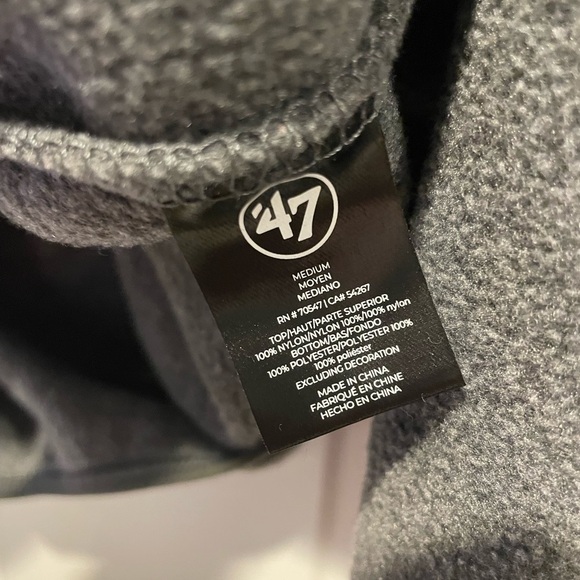 '47
MEDIUM
MOYEN
MEDIANO
RN # 70547 | CA# 54267
TOP/HAUT/PARTE SUPERIOR
100% NYLON/NYLON 100%/100% nylon
BOTTOM/BAS/FONDO
100% POLYESTER/POLYESTER 100%
100% poliéster
EXCLUDING DECORATION
MADE IN CHINA
FABRIQUÉ EN CHINE
HECHO EN CHINA